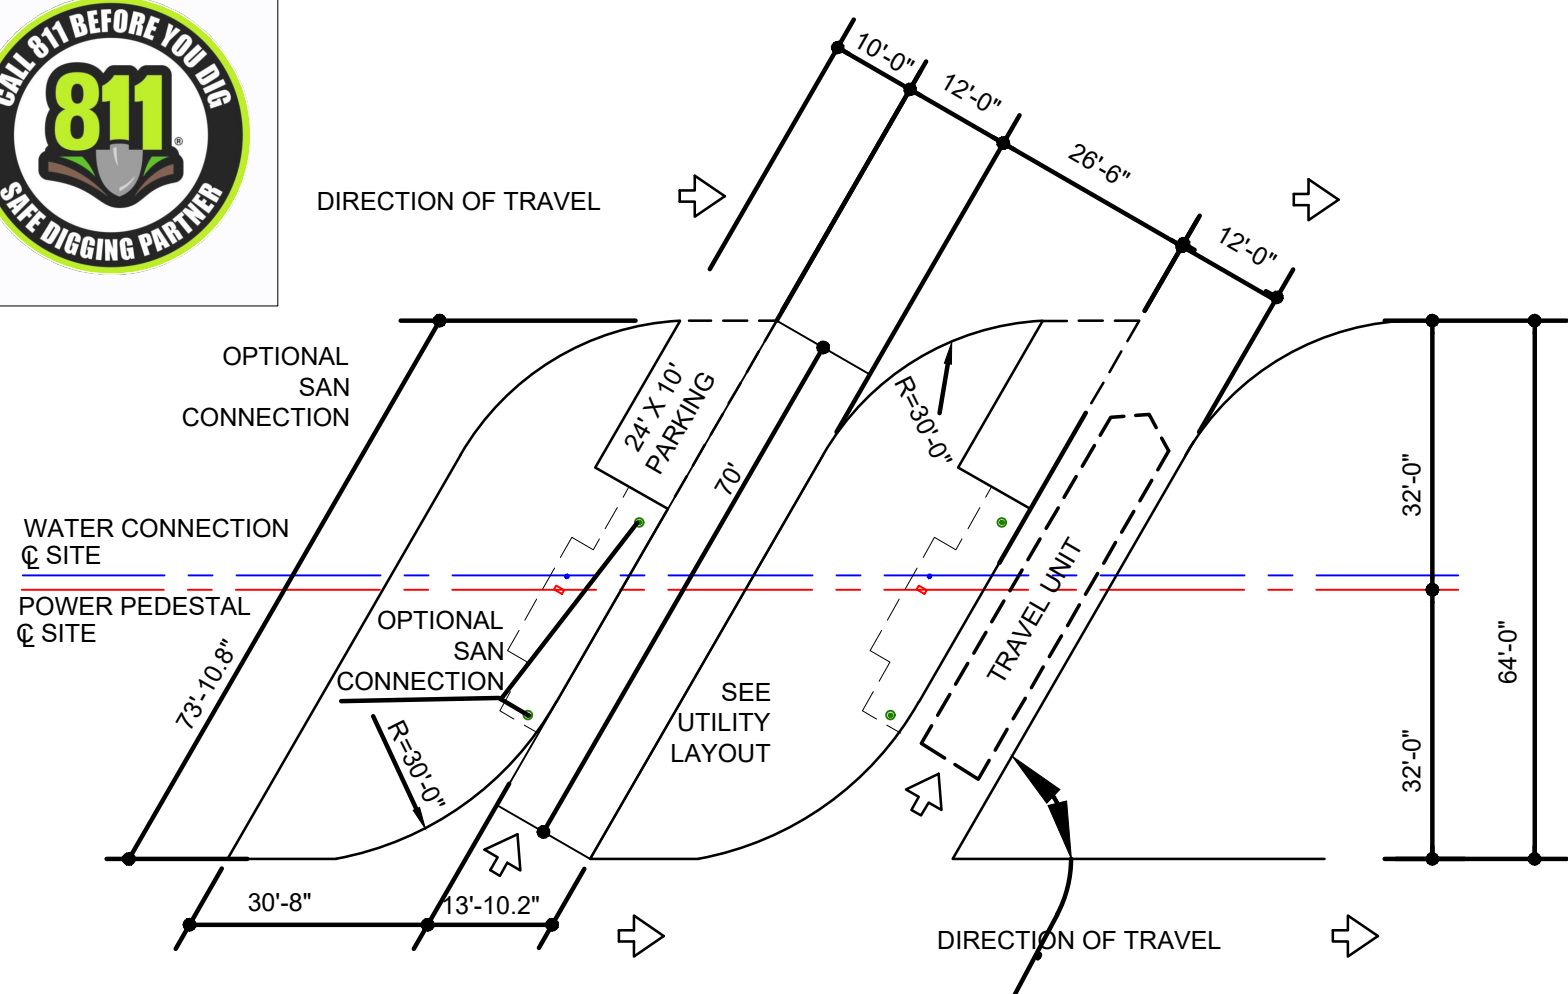 CALL 811 BEFORE YOU DIG
811
®
SAFE DIGGING PARTNER
10'-0"
12'-0"
26'-6"
12'-0"
DIRECTION OF TRAVEL
OPTIONAL
SAN
CONNECTION
24' X 10'
PARKING
R=30'-0"
70'
32'-0"
WATER CONNECTION
℄ SITE
POWER PEDESTAL
℄ SITE
OPTIONAL
SAN
CONNECTION
TRAVEL UNIT
64'-0"
73'-10.8"
SEE
UTILITY
LAYOUT
R=30'-0"
32'-0"
30'-8"
13'-10.2"
DIRECTION OF TRAVEL